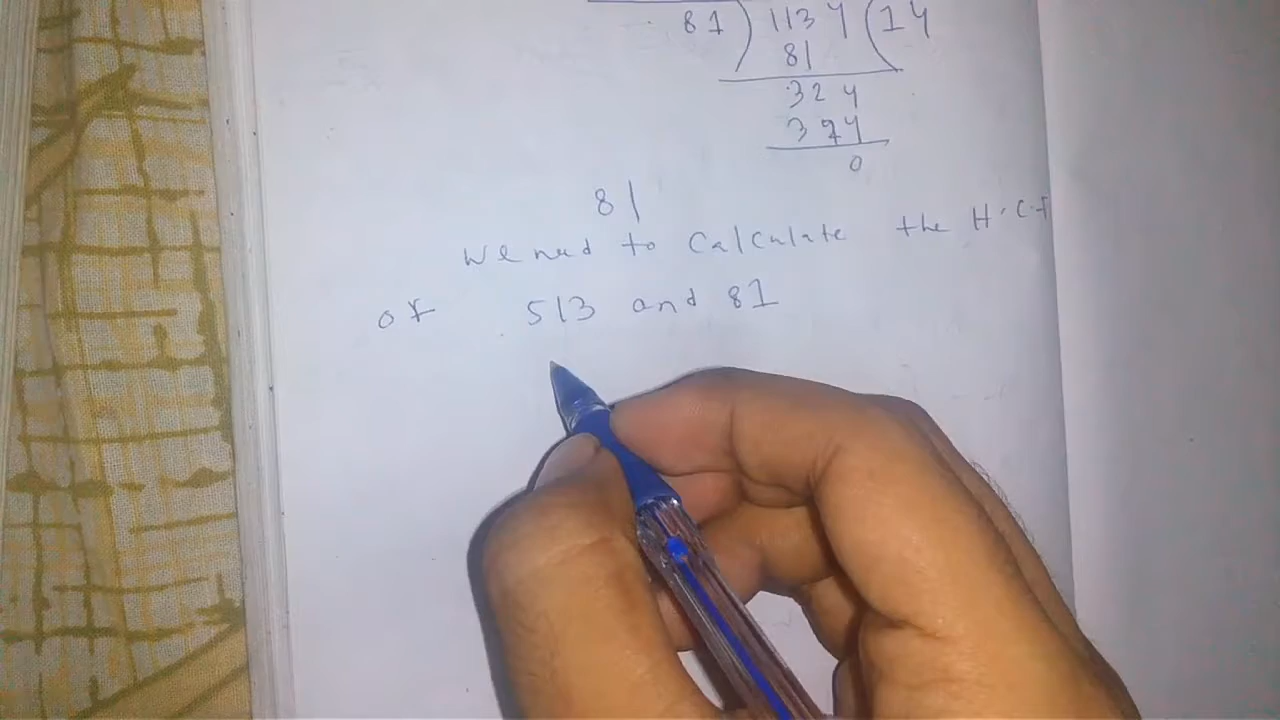 81 ) 1134 ( 14
81
324
324
0
81
We need to Calculate the H.C.F
of 513 and 81